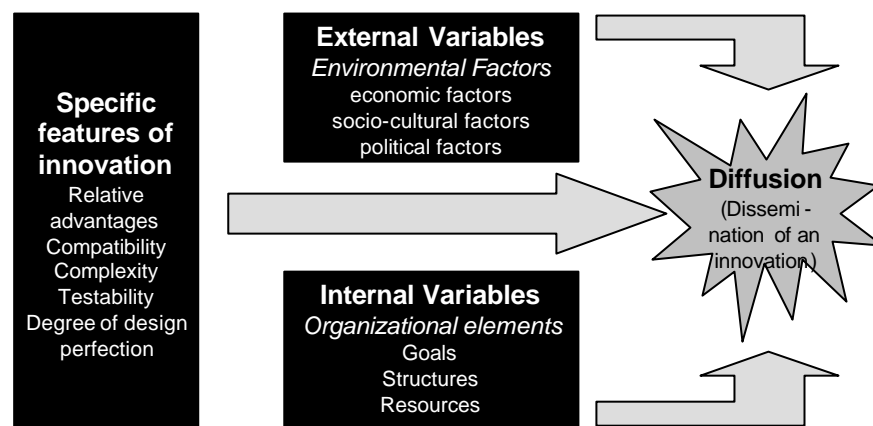 Specific
features of
innovation
Relative
advantages
Compatibility
Complexity
Testability
Degree of design
perfection
External Variables
Environmental Factors
economic factors
socio-cultural factors
political factors
Internal Variables
Organizational elements
Goals
Structures
Resources
Diffusion
(Dissemi -
nation of an
innovation)